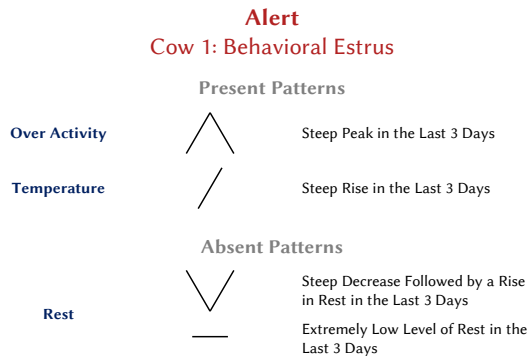 Alert
Cow 1: Behavioral Estrus
Present Patterns
Over Activity
Steep Peak in the Last 3 Days
Temperature
Steep Rise in the Last 3 Days
Absent Patterns
Rest
Steep Decrease Followed by a Rise
in Rest in the Last 3 Days
Extremely Low Level of Rest in the
Last 3 Days